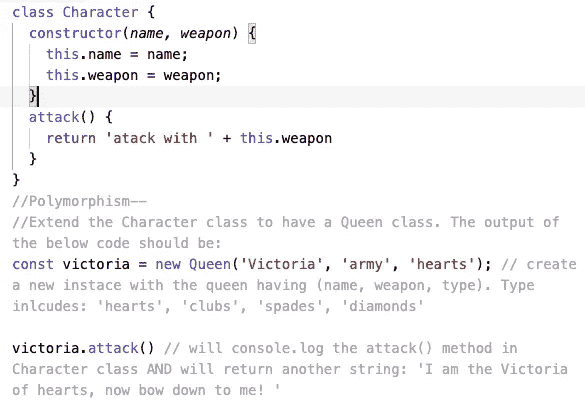 class Character {
constructor(name, weapon) {
this.name = name;
this.weapon = weapon;
}
attack() {
return 'atack with ' + this.weapon
}
}
//Polymorphism--
//Extend the Character class to have a Queen class. The output of
the below code should be:
const victoria = new Queen('Victoria', 'army', 'hearts'); // create
a new instace with the queen having (name, weapon, type). Type
inlcudes: 'hearts', 'clubs', 'spades', 'diamonds'
victoria.attack() // will console.log the attack() method in
Character class AND will return another string: 'I am the Victoria
of hearts, now bow down to me! '